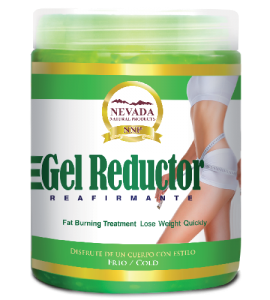 NEVADA
NATURAL PRODUCTS
SNP
Gel Reductor
REAFIRMANTE
Fat Burning Treatment Lose Weight Quickly
DISFRUTE DE UN CUERPO CON ESTILO
FRIO / COLD